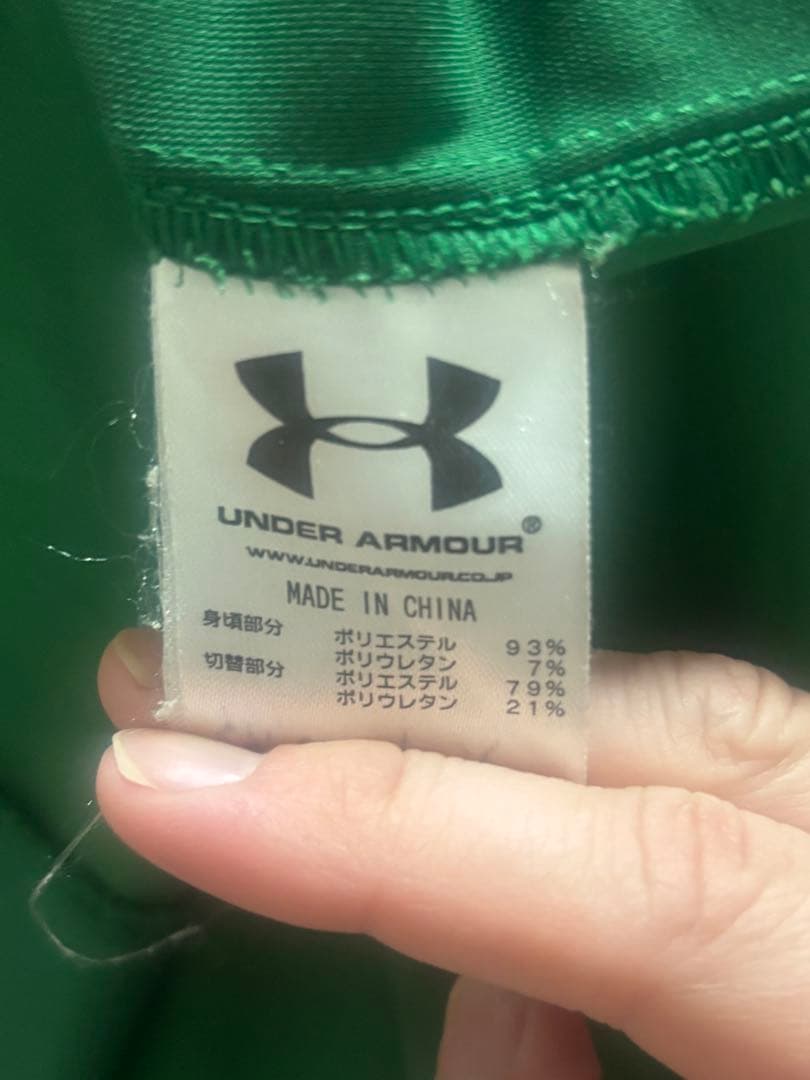 UNDER ARMOUR®
WWW.UNDERARMOUR.CO.JP
MADE IN CHINA
身頃部分 ポリエステル 93%
ポリウレタン 7%
切替部分 ポリエステル 79%
ポリウレタン 21%